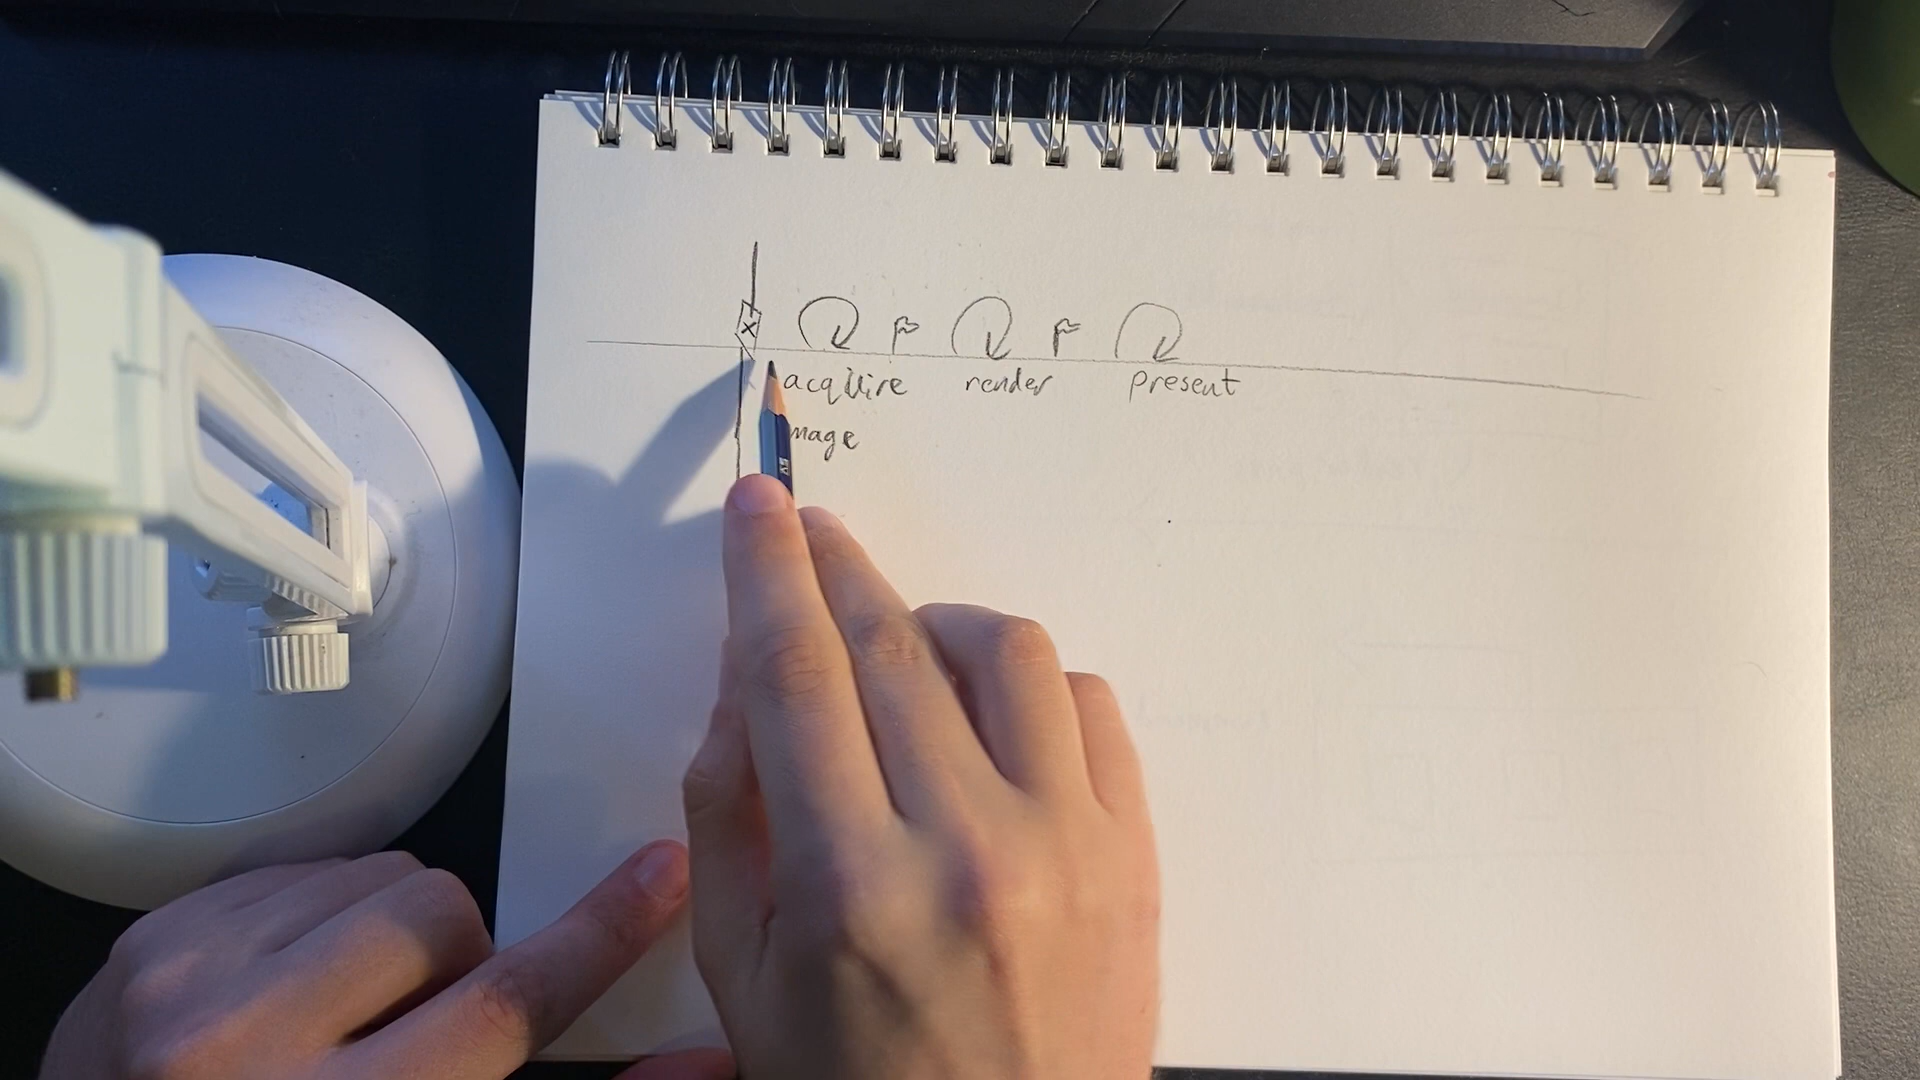 x
acquire render present
mage